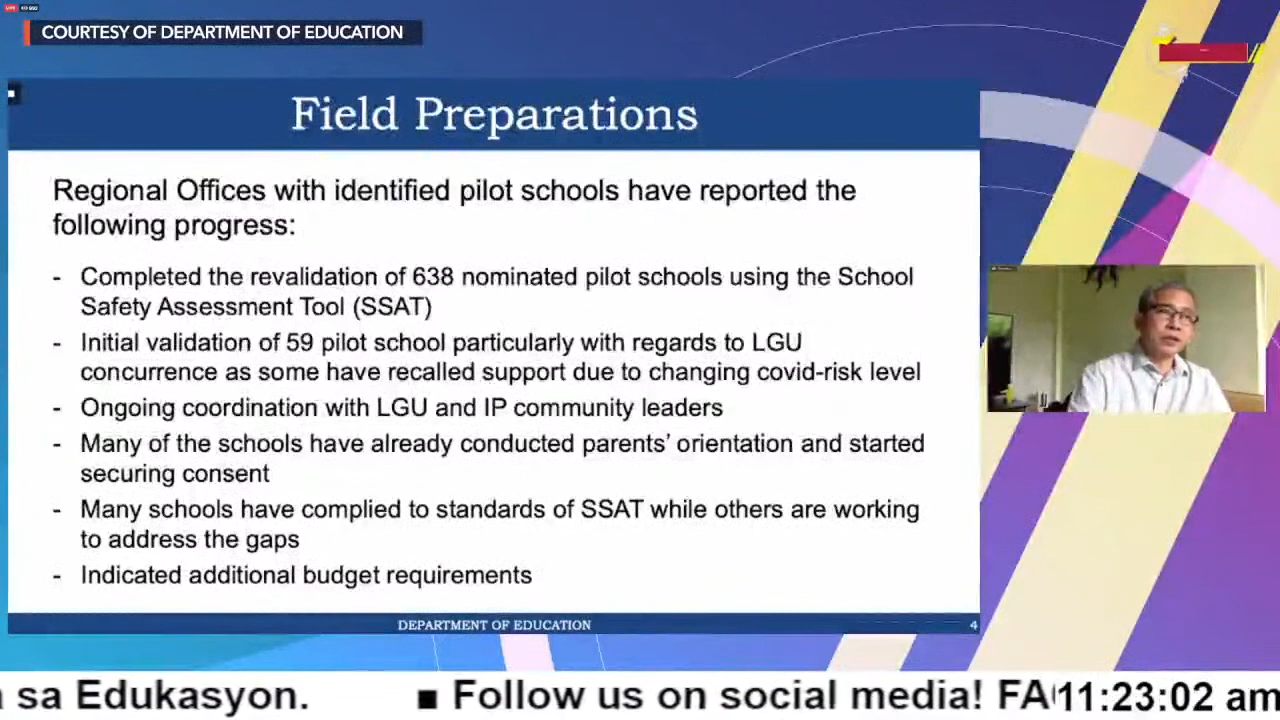 LIVE
COURTESY OF DEPARTMENT OF EDUCATION
Field Preparations
Regional Offices with identified pilot schools have reported the
following progress:
- Completed the revalidation of 638 nominated pilot schools using the School
Safety Assessment Tool (SSAT)
- Initial validation of 59 pilot school particularly with regards to LGU
concurrence as some have recalled support due to changing covid-risk level
- Ongoing coordination with LGU and IP community leaders
- Many of the schools have already conducted parents' orientation and started
securing consent
- Many schools have complied to standards of SSAT while others are working
to address the gaps
- Indicated additional budget requirements
DEPARTMENT OF EDUCATION
4
sa Edukasyon. ■ Follow us on social media! FA
11:23:02 am